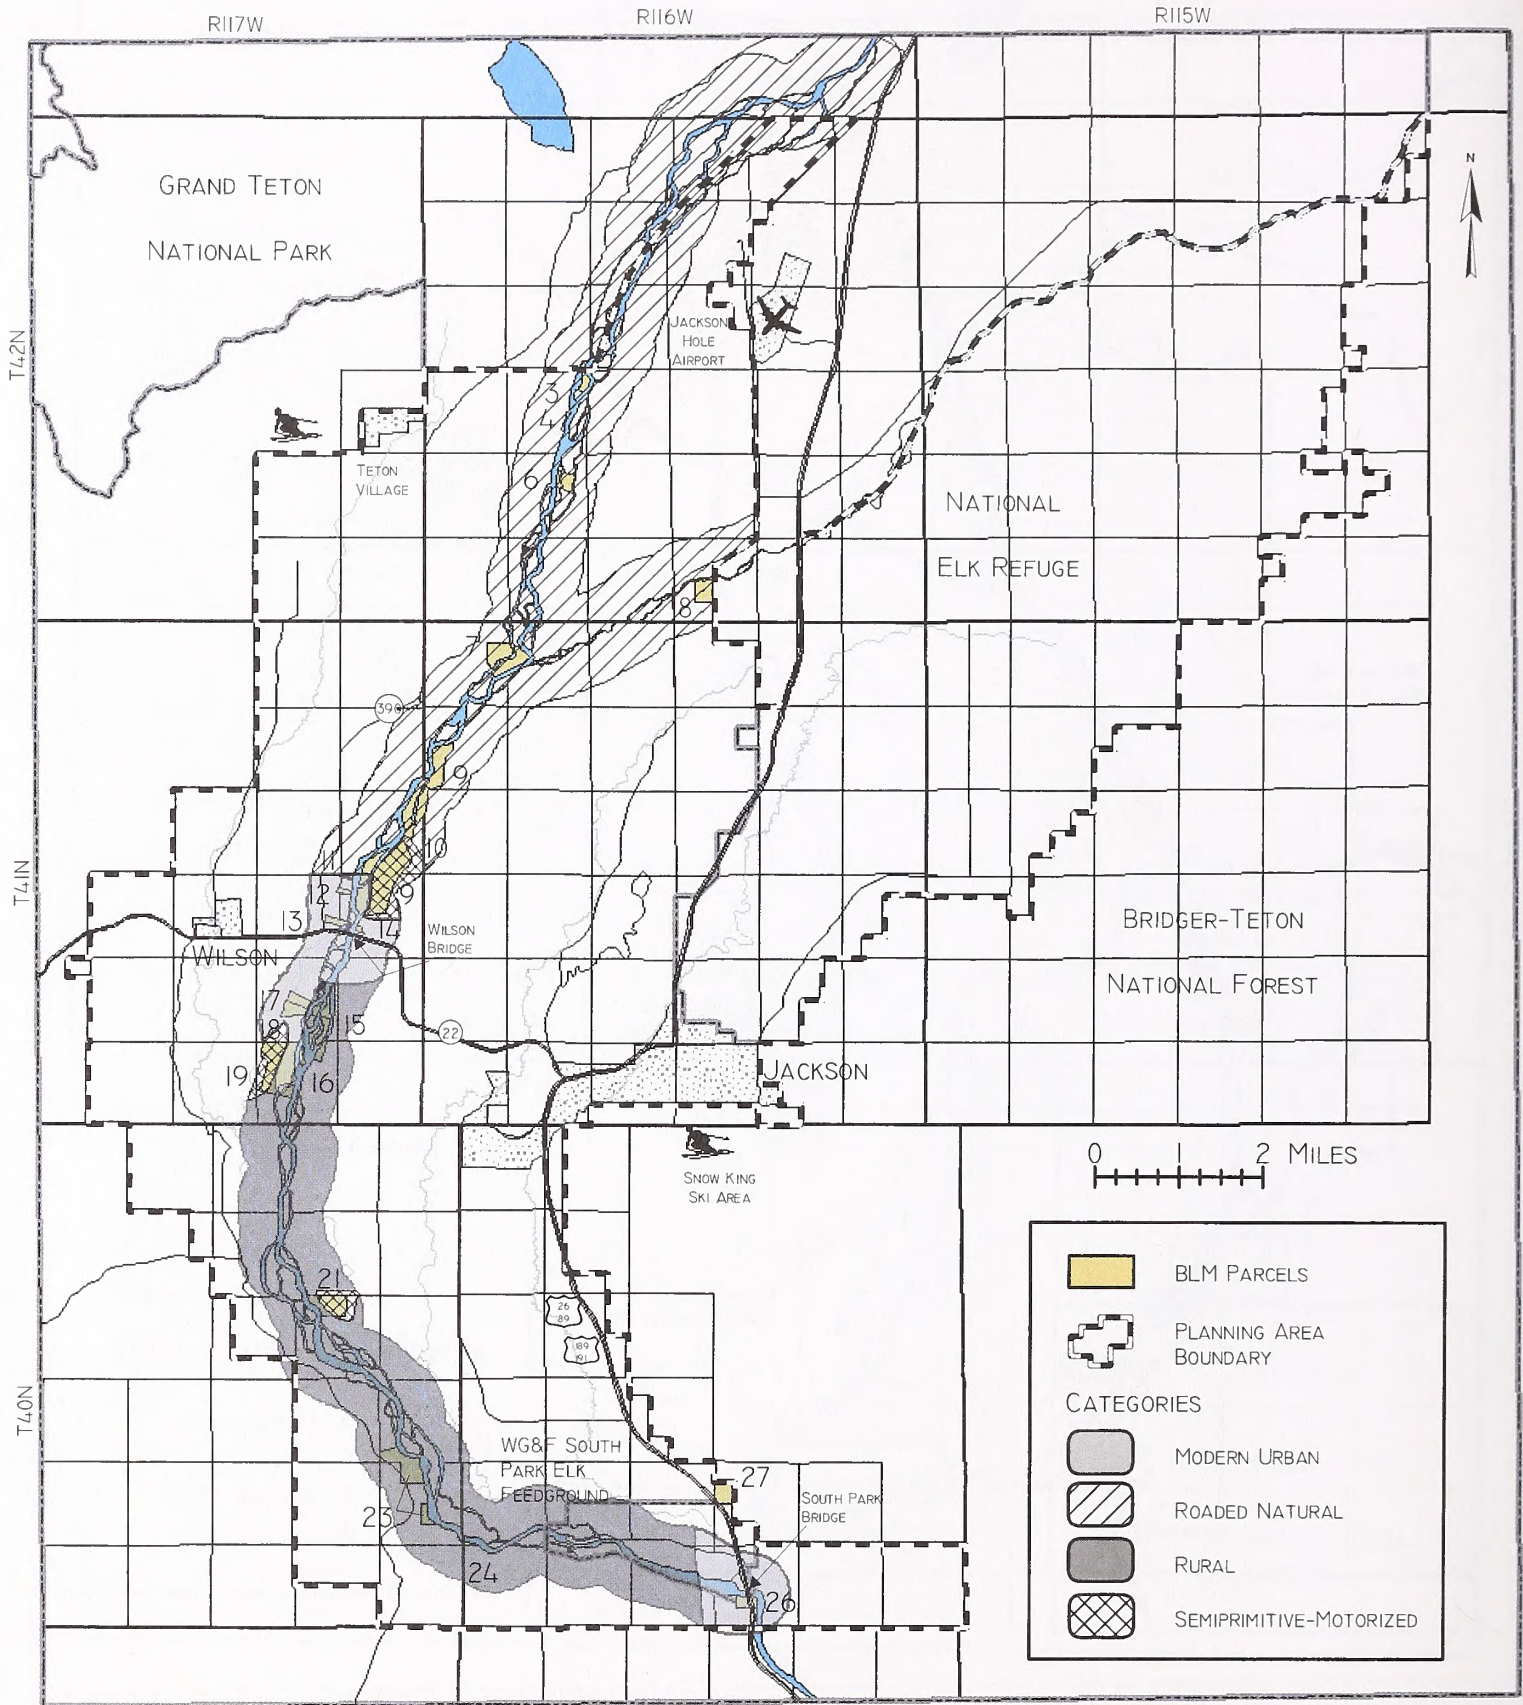 R117W
R116W
R115W
GRAND TETON
NATIONAL PARK
N
T42N
JACKSON
HOLE
AIRPORT
3
4
TETON
VILLAGE
6
NATIONAL
ELK REFUGE
8
7
390
9
10
T41N
11
12
9
13
14
WILSON
BRIDGE
WILSON
BRIDGER-TETON
NATIONAL FOREST
17
15
18
22
19
16
JACKSON
0 1 2 MILES
SNOW KING
SKI AREA
21
26
89
189
191
BLM PARCELS
PLANNING AREA
BOUNDARY
CATEGORIES
MODERN URBAN
ROADED NATURAL
RURAL
SEMIPRIMITIVE-MOTORIZED
T40N
WG&F SOUTH
PARK ELK
FEEDGROUND
27
SOUTH PARK
BRIDGE
23
24
26